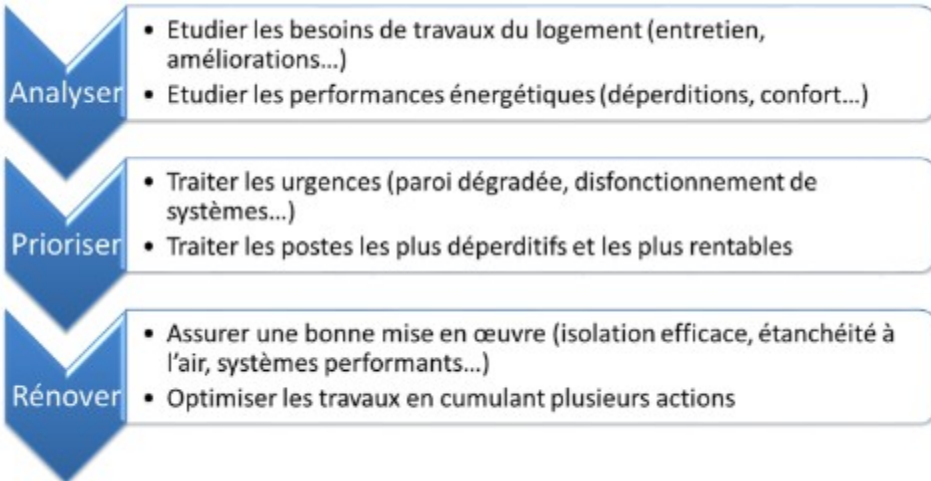 Analyser
• Etudier les besoins de travaux du logement (entretien,
améliorations...)
• Etudier les performances énergétiques (déperditions, confort...)
Prioriser
• Traiter les urgences (paroi dégradée, disfonctionnement de
systèmes...)
• Traiter les postes les plus déperditifs et les plus rentables
Rénover
• Assurer une bonne mise en œuvre (isolation efficace, étanchéité à
l'air, systèmes performants...)
• Optimiser les travaux en cumulant plusieurs actions